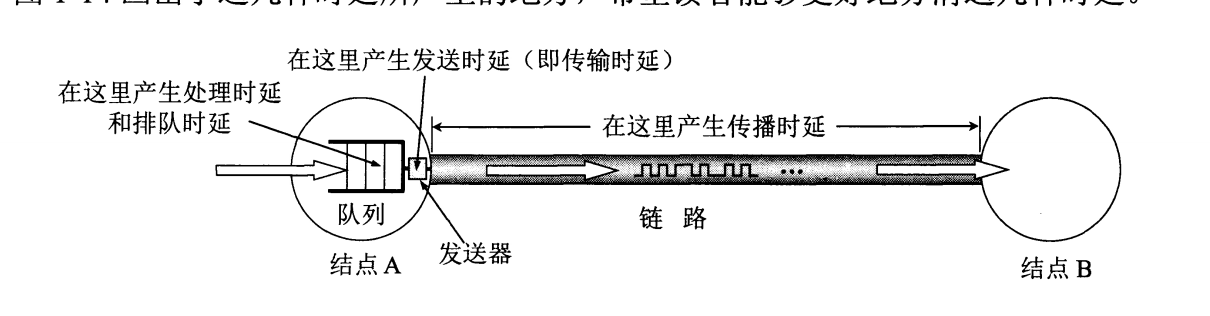 在这里产生发送时延（即传输时延）
在这里产生处理时延
和排队时延
在这里产生传播时延
…
队列
链 路
发送器
结点 A
结点 B